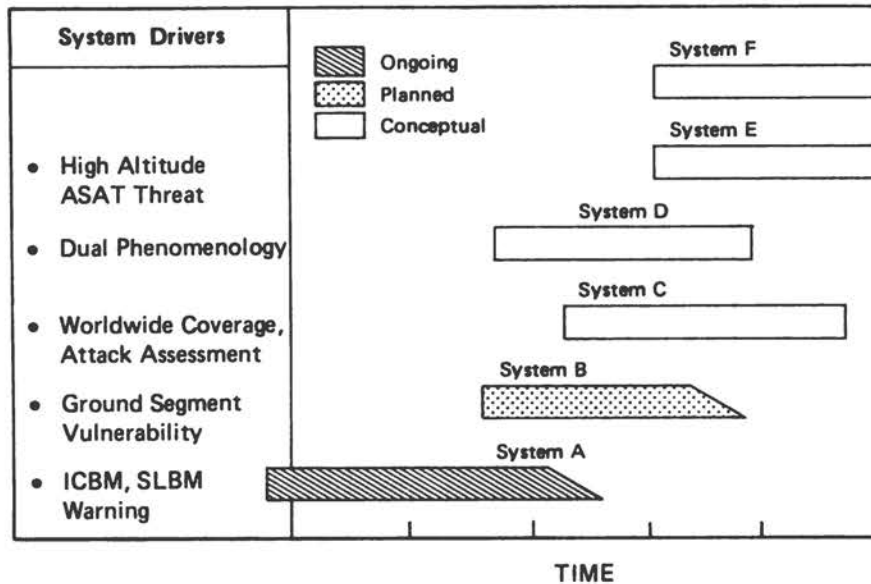 System Drivers
Ongoing
Planned
Conceptual
System F
System E
• High Altitude
ASAT Threat
System D
• Dual Phenomenology
System C
• Worldwide Coverage,
Attack Assessment
System B
• Ground Segment
Vulnerability
System A
• ICBM, SLBM
Warning
TIME